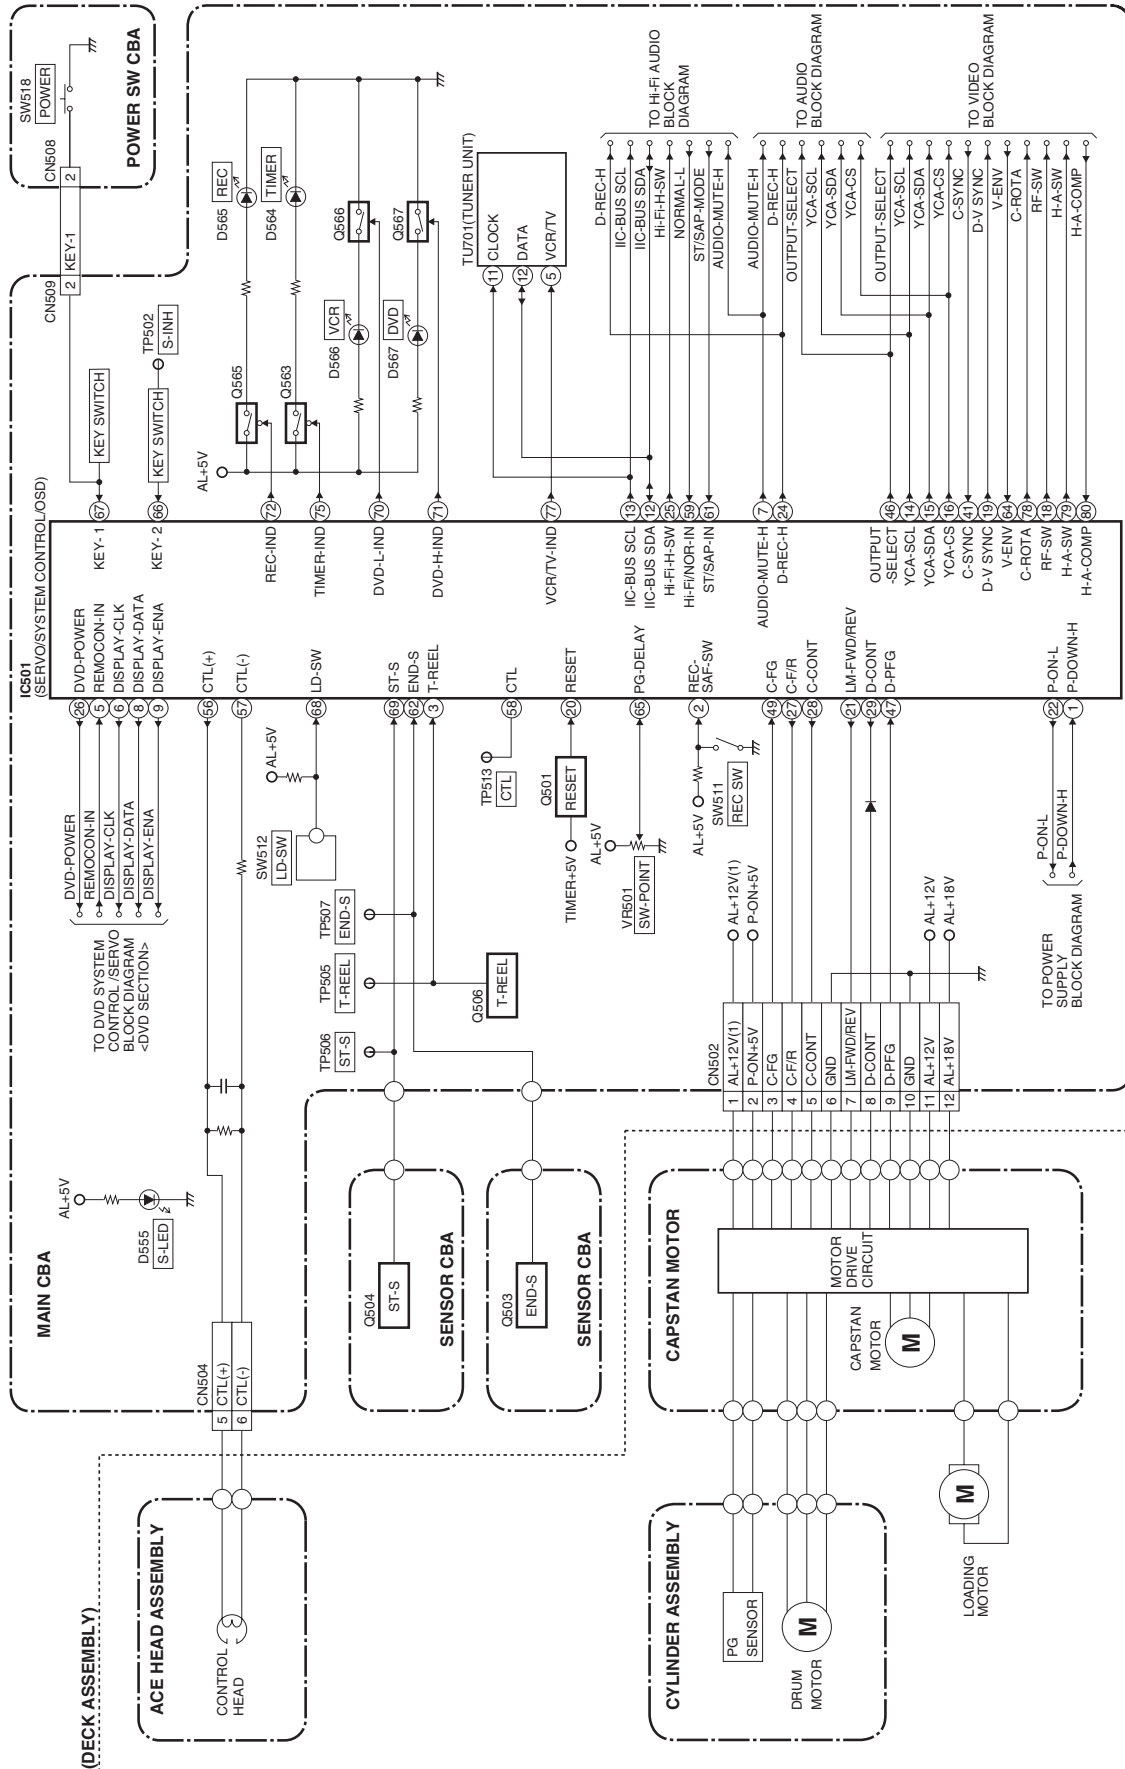 (DECK ASSEMBLY)
ACE HEAD ASSEMBLY
CONTROL
HEAD
CYLINDER ASSEMBLY
PG
SENSOR
DRUM
MOTOR
M
LOADING
MOTOR
M
MAIN CBA
AL+5V
D555
S-LED
CN504
5 CTL(+)
6 CTL(-)
Q504
ST-S
SENSOR CBA
Q503
END-S
SENSOR CBA
CAPSTAN MOTOR
MOTOR
DRIVE
CIRCUIT
CAPSTAN
MOTOR
M
TO DVD SYSTEM
CONTROL /SERVO
BLOCK DIAGRAM
<DVD SECTION>
DVD-POWER
REMOCON-IN
DISPLAY-CLK
DISPLAY-DATA
DISPLAY-ENA
AL+5V
SW512
LD-SW
TP506
ST-S
TP505
T-REEL
TP507
END-S
Q506
T-REEL
TP513
CTL
Q501
RESET
TIMER+5V
AL+5V
VR501
SW-POINT
AL+5V
SW511
REC SW
CN502
1 AL+12V(1)
2 P-ON+5V
3 C-FG
4 C-F/R
5 C-CONT
6 GND
7 LM-FWD/REV
8 D-CONT
9 D-PFG
10 GND
11 AL+12V
12 AL+18V
AL+12V(1)
P-ON+5V
AL+12V
AL+18V
TO POWER
SUPPLY
BLOCK DIAGRAM
P-ON-L
P-DOWN-H
IC501
(SERVO/SYSTEM CONTROL/OSD)
26 DVD-POWER
5 REMOCON-IN
6 DISPLAY-CLK
8 DISPLAY-DATA
9 DISPLAY-ENA
56 CTL(+)
57 CTL(-)
68 LD-SW
69 ST-S
62 END-S
3 T-REEL
58 CTL
20 RESET
65 PG-DELAY
2 REC-
SAF-SW
49 C-FG
27 C-F/R
28 C-CONT
21 LM-FWD/REV
29 D-CONT
47 D-PFG
22 P-ON-L
1 P-DOWN-H
KEY- 1 67
KEY- 2 66
REC-IND 72
TIMER-IND 75
DVD-L-IND 70
DVD-H-IND 71
VCR/TV-IND 77
IIC-BUS SCL 13
IIC-BUS SDA 12
Hi-Fi-H-SW 25
Hi-Fi/NOR-IN 59
ST/SAP-IN 61
AUDIO-MUTE-H 7
D-REC-H 24
OUTPUT
-SELECT 46
YCA-SCL 14
YCA-SDA 15
YCA-CS 16
C-SYNC 41
D-V SYNC 19
V-ENV 64
C-ROTA 78
RF-SW 18
H-A-SW 79
H-A-COMP 80
KEY SWITCH
KEY SWITCH
TP502
S-INH
CN509
2 KEY-1 2
CN508
SW518
POWER
POWER SW CBA
AL+5V
Q565
Q563
D565
REC
D564
TIMER
D566
VCR
D567
DVD
Q566
Q567
TU701(TUNER UNIT)
11 CLOCK
12 DATA
5 VCR/TV
D-REC-H
IIC-BUS SCL
IIC-BUS SDA
Hi-Fi-H-SW
NORMAL-L
ST/SAP-MODE
AUDIO-MUTE-H
TO Hi-Fi AUDIO
BLOCK
DIAGRAM
AUDIO-MUTE-H
D-REC-H
OUTPUT-SELECT
YCA-SCL
YCA-SDA
YCA-CS
TO AUDIO
BLOCK DIAGRAM
OUTPUT-SELECT
YCA-SCL
YCA-SDA
YCA-CS
C-SYNC
D-V SYNC
V-ENV
C-ROTA
RF-SW
H-A-SW
H-A-COMP
TO VIDEO
BLOCK DIAGRAM